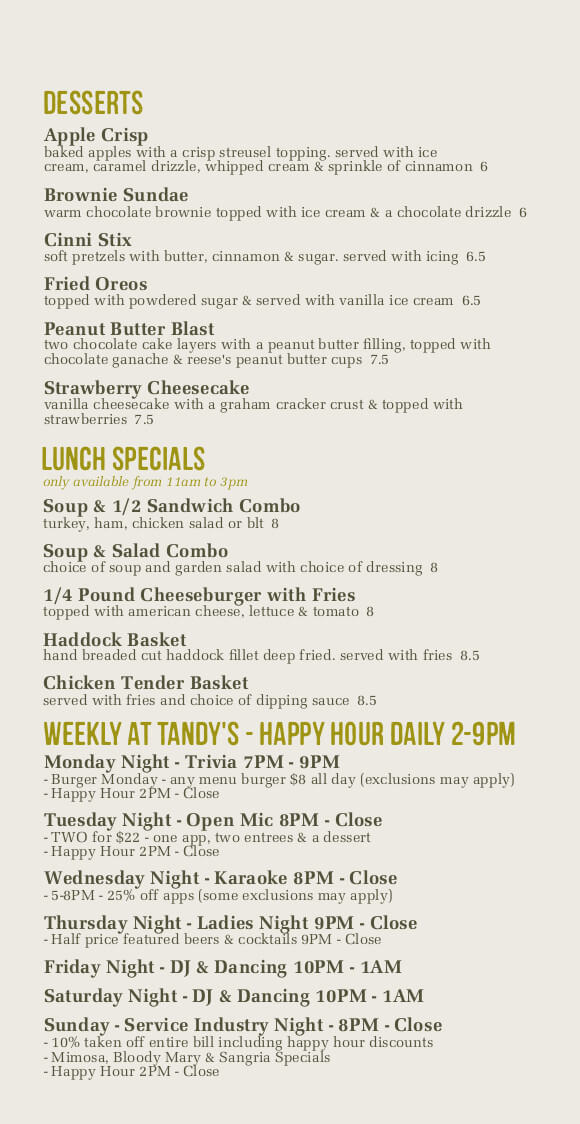 DESSERTS
Apple Crisp
baked apples with a crisp streusel topping. served with ice
cream, caramel drizzle, whipped cream & sprinkle of cinnamon 6
Brownie Sundae
warm chocolate brownie topped with ice cream & a chocolate drizzle 6
Cinni Stix
soft pretzels with butter, cinnamon & sugar. served with icing 6.5
Fried Oreos
topped with powdered sugar & served with vanilla ice cream 6.5
Peanut Butter Blast
two chocolate cake layers with a peanut butter filling, topped with
chocolate ganache & reese's peanut butter cups 7.5
Strawberry Cheesecake
vanilla cheesecake with a graham cracker crust & topped with
strawberries 7.5
LUNCH SPECIALS
only available from 11am to 3pm
Soup & 1/2 Sandwich Combo
turkey, ham, chicken salad or blt 8
Soup & Salad Combo
choice of soup and garden salad with choice of dressing 8
1/4 Pound Cheeseburger with Fries
topped with american cheese, lettuce & tomato 8
Haddock Basket
hand breaded cut haddock fillet deep fried. served with fries 8.5
Chicken Tender Basket
served with fries and choice of dipping sauce 8.5
WEEKLY AT TANDY'S - HAPPY HOUR DAILY 2-9PM
Monday Night - Trivia 7PM - 9PM
- Burger Monday - any menu burger $8 all day (exclusions may apply)
- Happy Hour 2PM - Close
Tuesday Night - Open Mic 8PM - Close
- TWO for $22 - one app, two entrees & a dessert
- Happy Hour 2PM - Close
Wednesday Night - Karaoke 8PM - Close
- 5-8PM - 25% off apps (some exclusions may apply)
Thursday Night - Ladies Night 9PM - Close
- Half price featured beers & cocktails 9PM - Close
Friday Night - DJ & Dancing 10PM - 1AM
Saturday Night - DJ & Dancing 10PM - 1AM
Sunday - Service Industry Night - 8PM - Close
- 10% taken off entire bill including happy hour discounts
- Mimosa, Bloody Mary & Sangria Specials
- Happy Hour 2PM - Close